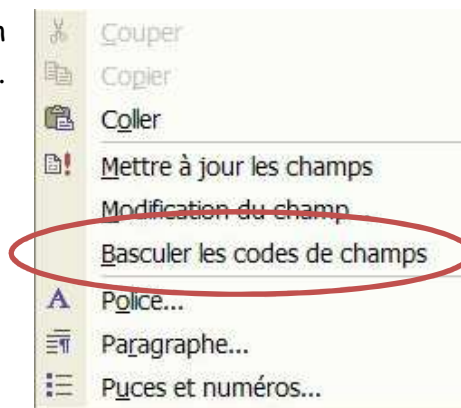 n
.
Couper
Copier
Coller
Mettre à jour les champs
Modification du champ...
Basculer les codes de champs
Police...
Paragraphe...
Puces et numéros...